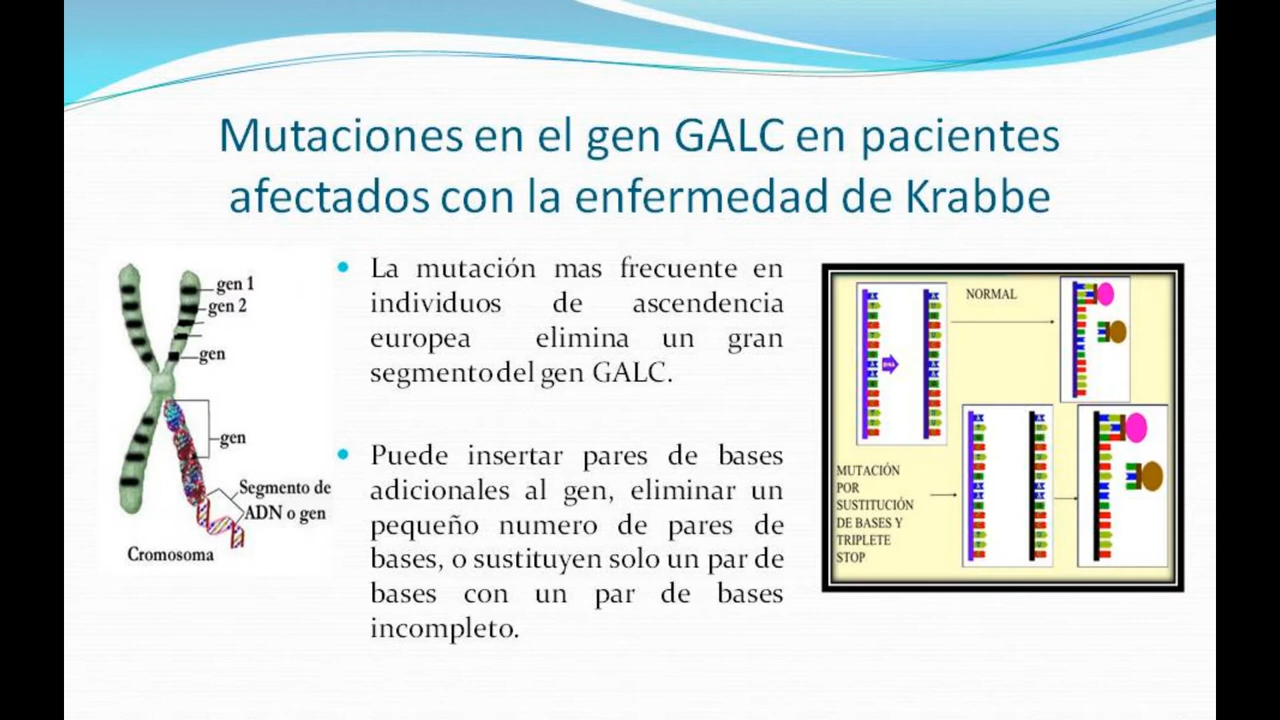 Mutaciones en el gen GALC en pacientes
afectados con la enfermedad de Krabbe
gen 1
gen 2
gen
gen
Segmento de
ADN o gen
Cromosoma
La mutación mas frecuente en
individuos de ascendencia
europea elimina un gran
segmento del gen GALC.
Puede insertar pares de bases
adicionales al gen, eliminar un
pequeño numero de pares de
bases, o sustituyen solo un par de
bases con un par de bases
incompleto.
NORMAL
MUTACIÓN
POR
SUSTITUCIÓN
DE BASES Y
TRIPLETE
STOP